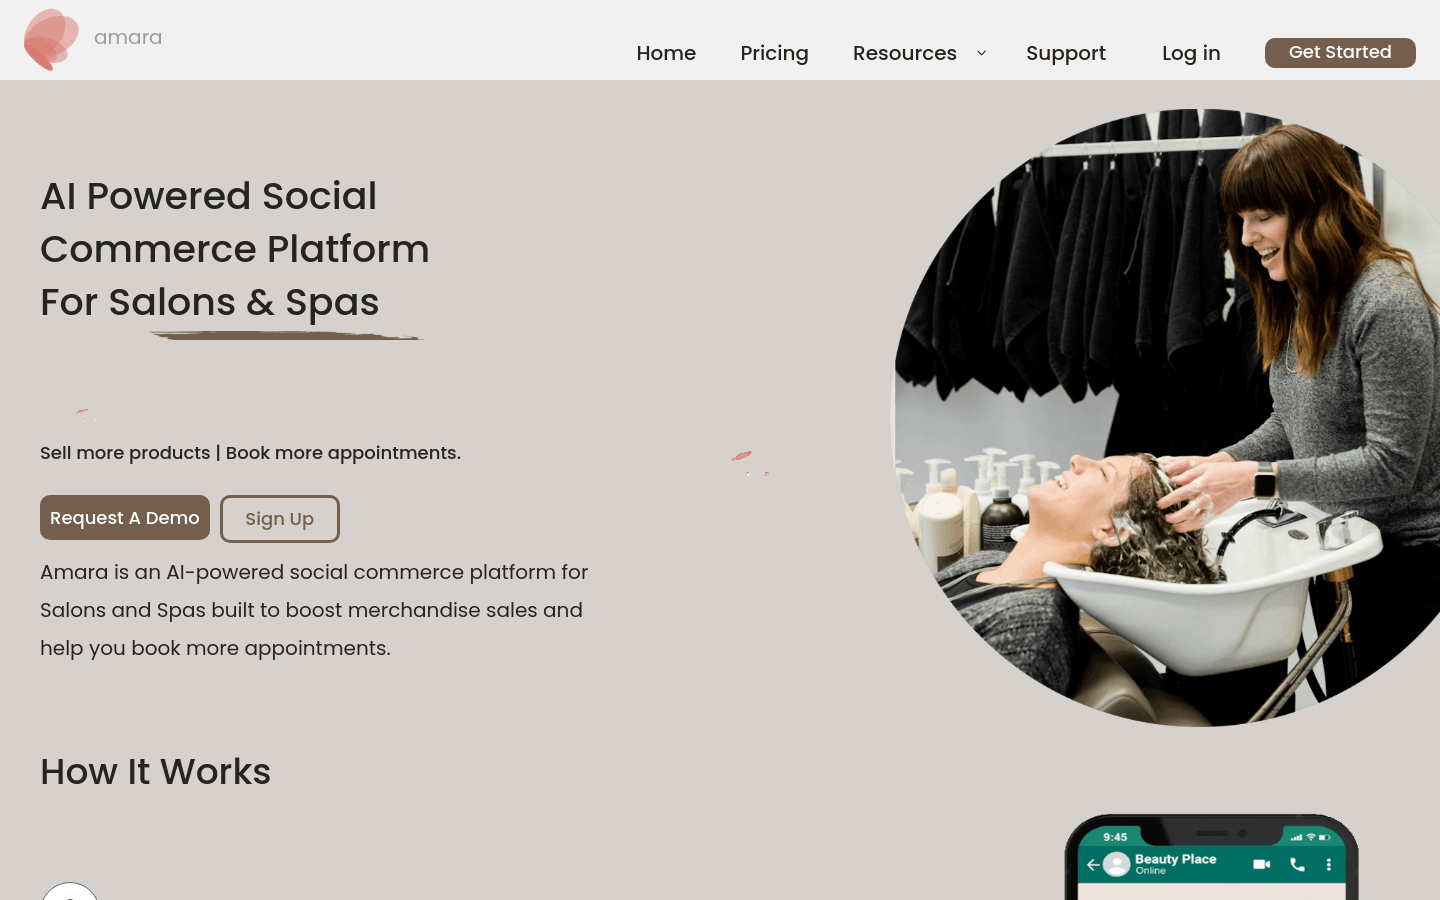 amara
Home
Pricing
Resources
Support
Log in
Get Started
AI Powered Social
Commerce Platform
For Salons & Spas
Sell more products | Book more appointments.
Request A Demo
Sign Up
Amara is an AI-powered social commerce platform for
Salons and Spas built to boost merchandise sales and
help you book more appointments.
How It Works
9:45
Beauty Place
Online